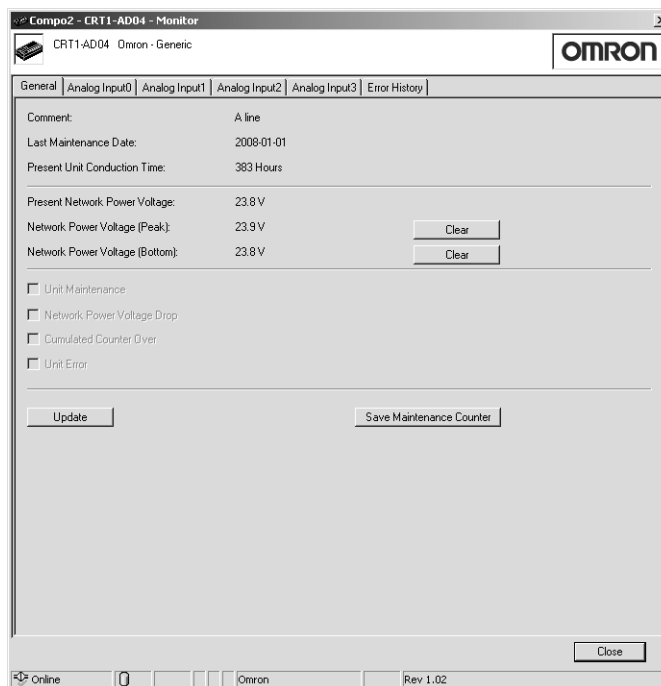 Compo2 - CRT1-AD04 - Monitor
CRT1-AD04 Omron - Generic
OMRON
General Analog Input0 Analog Input1 Analog Input2 Analog Input3 Error History
Comment: A line
Last Maintenance Date: 2008-01-01
Present Unit Conduction Time: 383 Hours
Present Network Power Voltage: 23.8 V
Network Power Voltage (Peak): 23.9 V Clear
Network Power Voltage (Bottom): 23.8 V Clear
Unit Maintenance
Network Power Voltage Drop
Cumulated Counter Over
Unit Error
Update Save Maintenance Counter
Close
Online Omron Rev 1.02